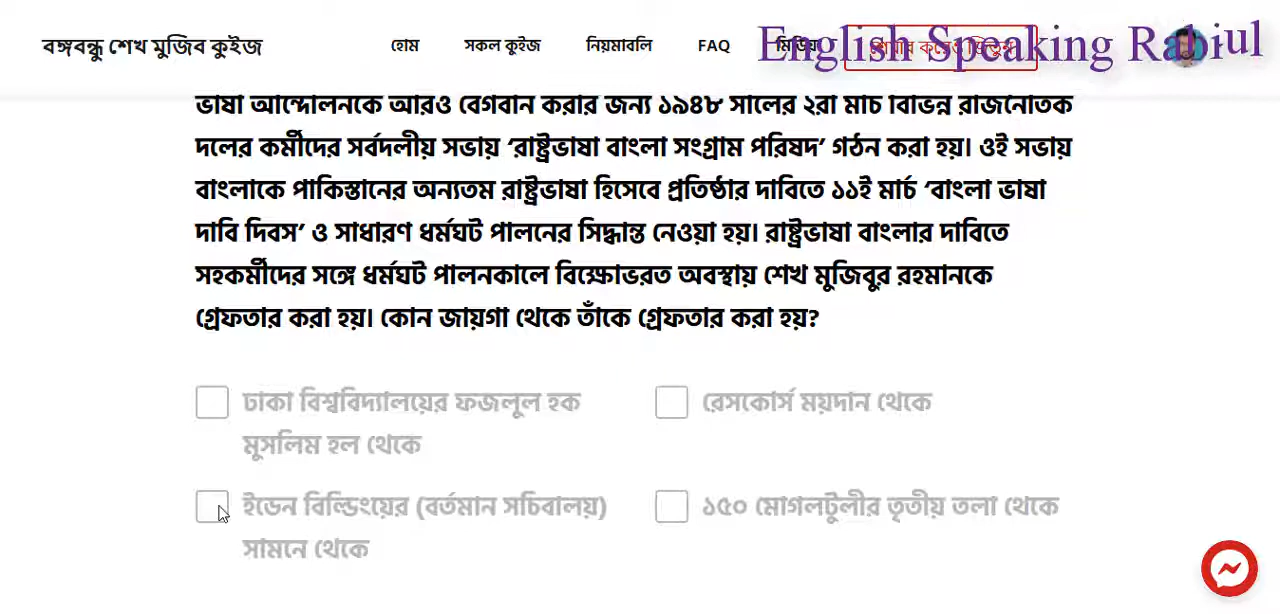 বঙ্গবন্ধু শেখ মুজিব কুইজ
হোম
সকল কুইজ
নিয়মাবলি
FAQ
মিডিয়া
English Speaking Rabiul
ভাষা আন্দোলনকে আরও বেগবান করার জন্য ১৯৪৮ সালের ২রা মার্চ বিভিন্ন রাজনৈতিক
দলের কর্মীদের সর্বদলীয় সভায় ‘রাষ্ট্রভাষা বাংলা সংগ্রাম পরিষদ’ গঠন করা হয়। ওই সভায়
বাংলাকে পাকিস্তানের অন্যতম রাষ্ট্রভাষা হিসেবে প্রতিষ্ঠার দাবিতে ১১ই মার্চ ‘বাংলা ভাষা
দাবি দিবস’ ও সাধারণ ধর্মঘট পালনের সিদ্ধান্ত নেওয়া হয়। রাষ্ট্রভাষা বাংলার দাবিতে
সহকর্মীদের সঙ্গে ধর্মঘট পালনকালে বিক্ষোভরত অবস্থায় শেখ মুজিবুর রহমানকে
গ্রেফতার করা হয়। কোন জায়গা থেকে তাঁকে গ্রেফতার করা হয়?
ঢাকা বিশ্ববিদ্যালয়ের ফজলুল হক
মুসলিম হল থেকে
রেসকোর্স ময়দান থেকে
ইডেন বিল্ডিংয়ের (বর্তমান সচিবালয়)
সামনে থেকে
১৫০ মোগলটুলীর তৃতীয় তলা থেকে